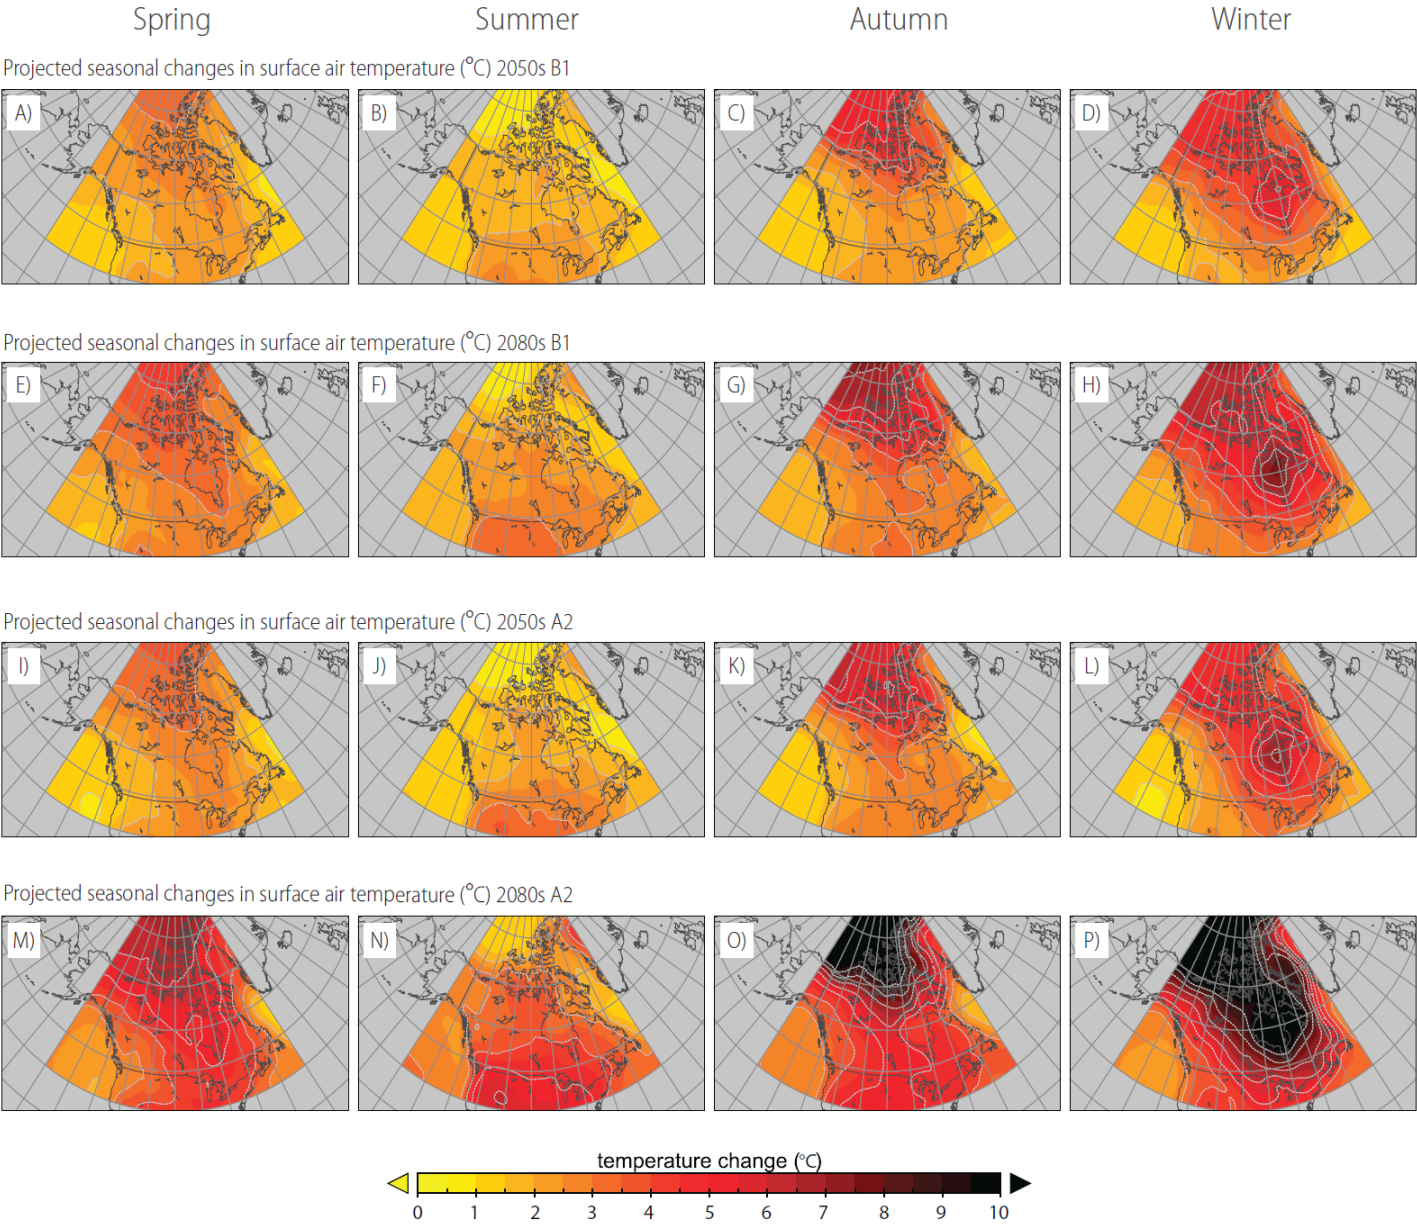 Spring Summer Autumn Winter
Projected seasonal changes in surface air temperature (°C) 2050s B1
A) B) C) D)
Projected seasonal changes in surface air temperature (°C) 2080s B1
E) F) G) H)
Projected seasonal changes in surface air temperature (°C) 2050s A2
I) J) K) L)
Projected seasonal changes in surface air temperature (°C) 2080s A2
M) N) O) P)
temperature change (°C)
0 1 2 3 4 5 6 7 8 9 10